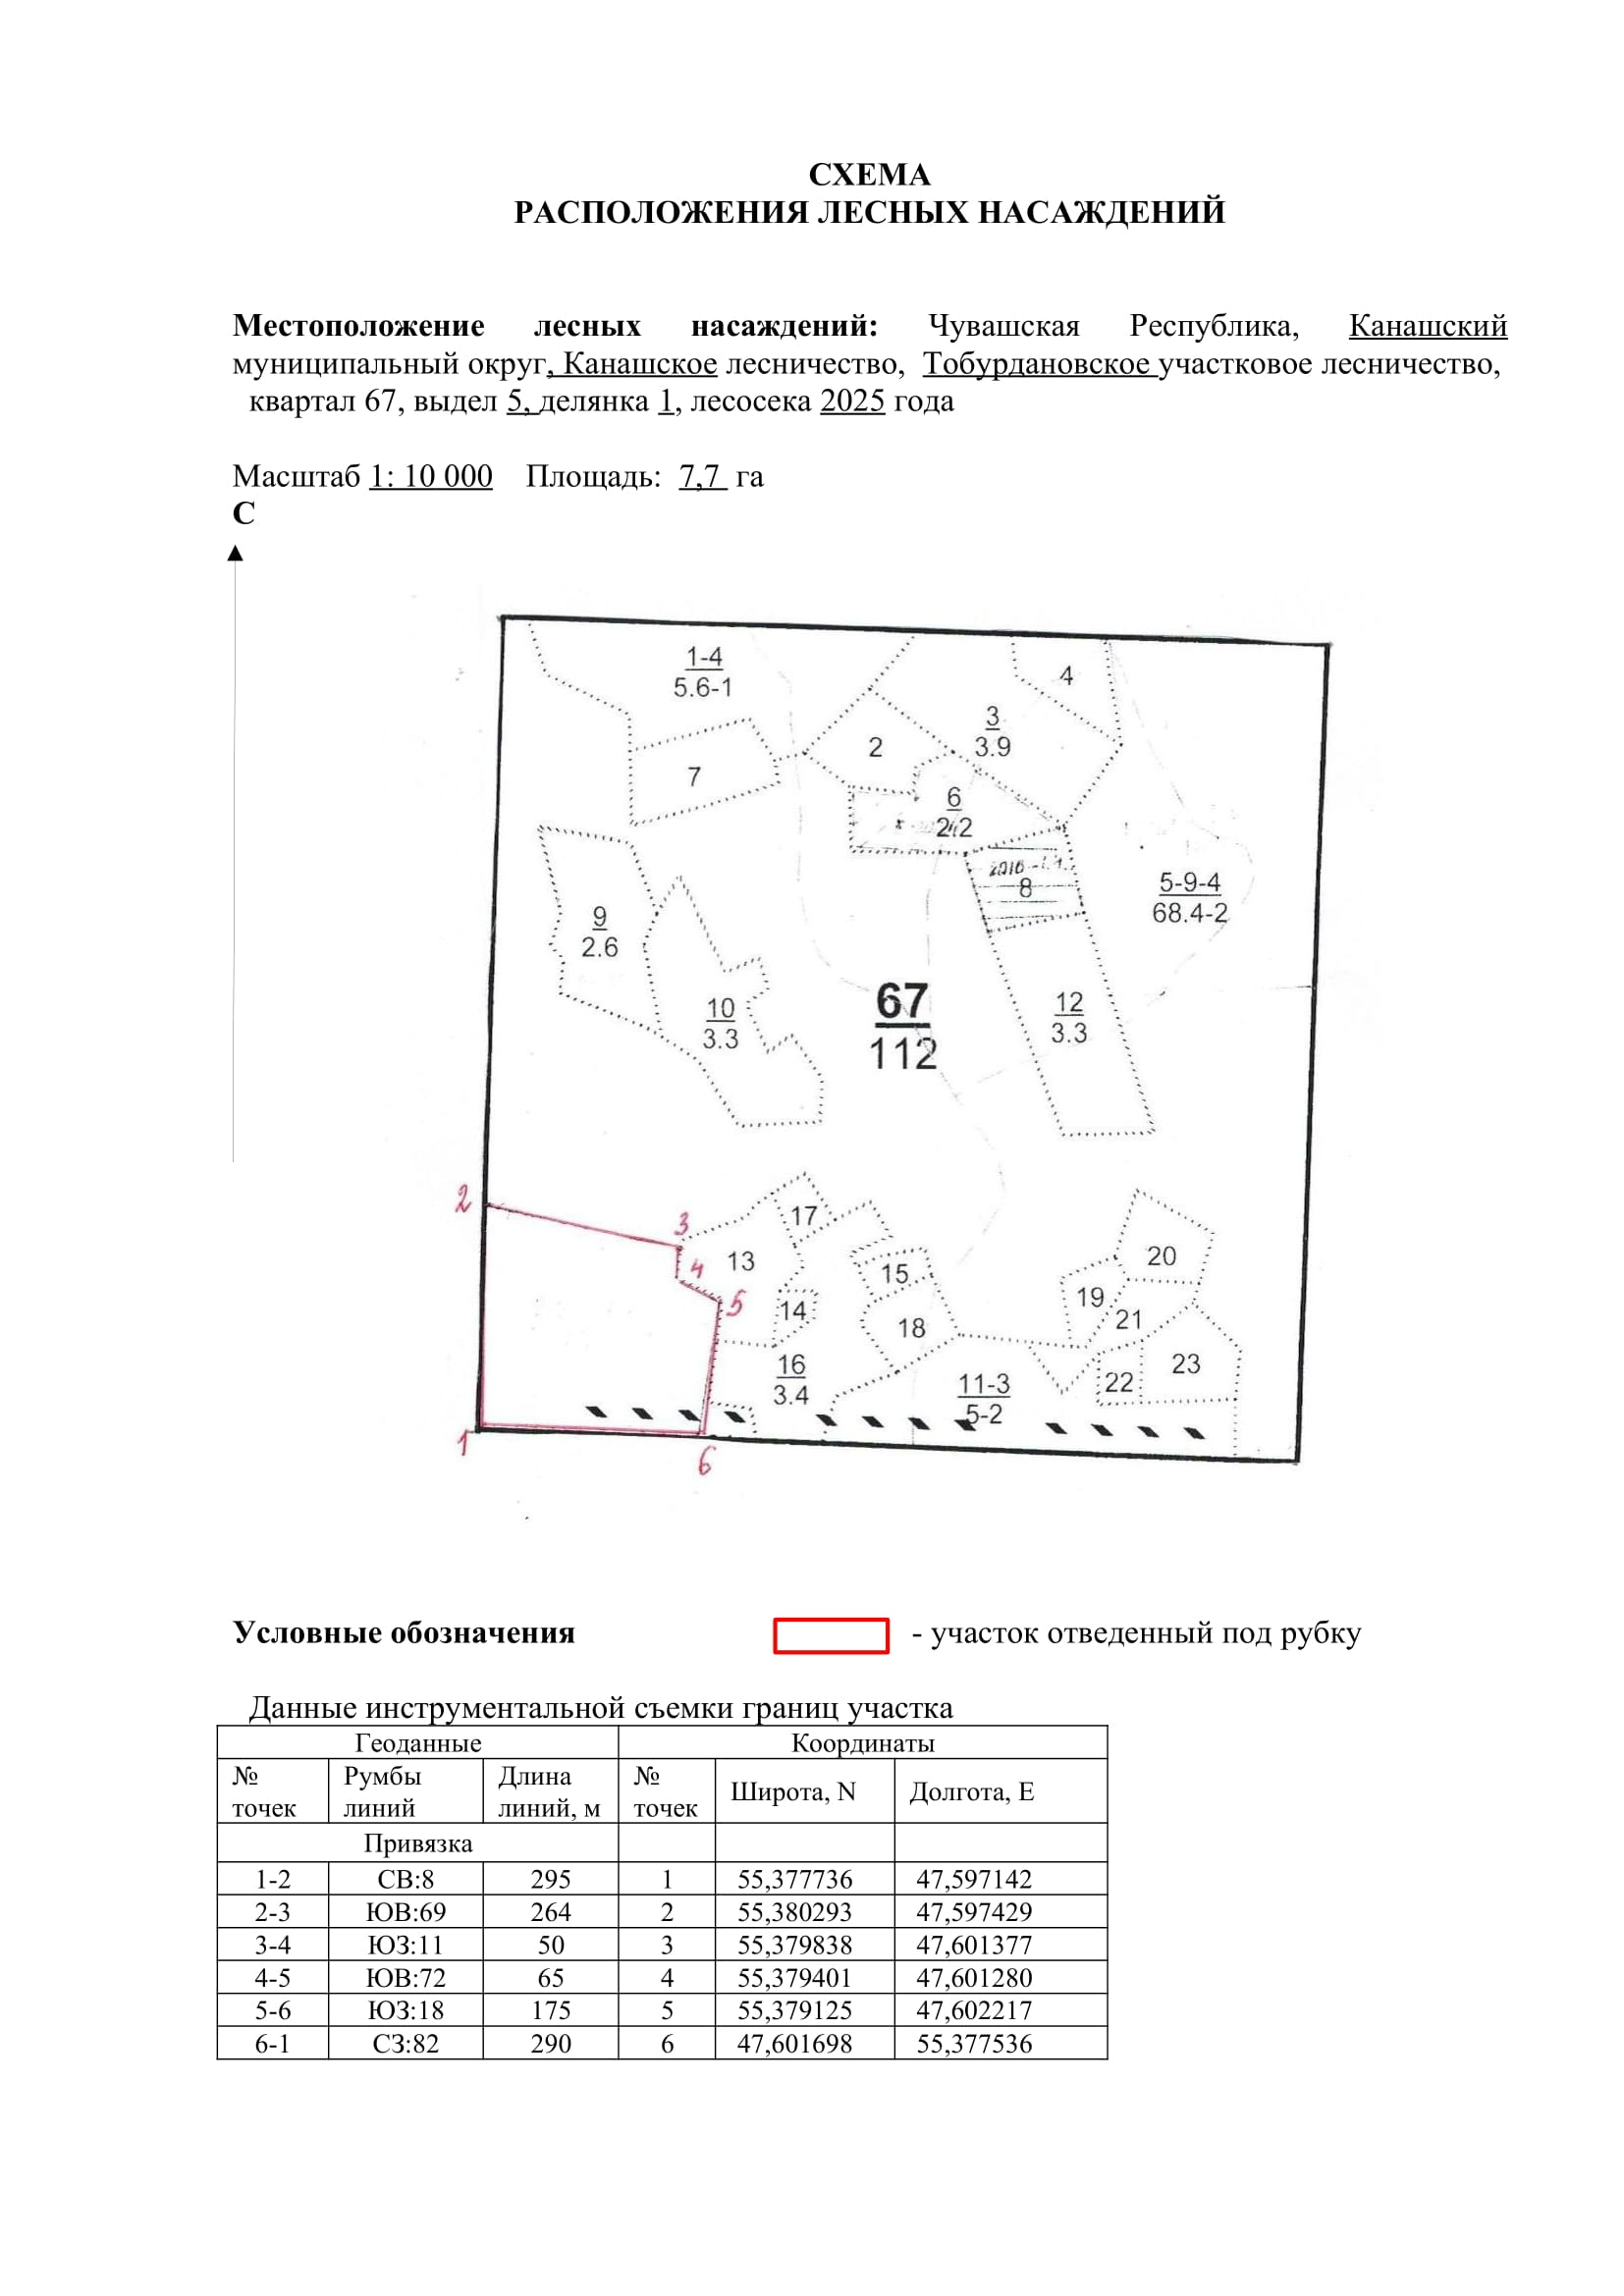 СХЕМА
РАСПОЛОЖЕНИЯ ЛЕСНЫХ НАСАЖДЕНИЙ
Местоположение лесных насаждений: Чувашская Республика, Канашский
муниципальный округ, Канашское лесничество, Тобурдановское участковое лесничество,
квартал 67, выдел 5, делянка 1, лесосека 2025 года
Масштаб 1: 10 000 Площадь: 7,7 га
С
1-4
5.6-1
4
3
3.9
2
7
6
2.2
8
5-9-4
68.4-2
9
2.6
10
3.3
67
112
12
3.3
2
3
17
13
4
15
20
5
14
19
21
18
16
3.4
11-3
5-2
22
23
1
6
Условные обозначения - участок отведенный под рубку
Данные инструментальной съемки границ участка
Геоданные Координаты
№ точек Румбы линий Длина линий, м № точек Широта, N Долгота, E
Привязка
1-2 СВ:8 295 1 55,377736 47,597142
2-3 ЮВ:69 264 2 55,380293 47,597429
3-4 ЮЗ:11 50 3 55,379838 47,601377
4-5 ЮВ:72 65 4 55,379401 47,601280
5-6 ЮЗ:18 175 5 55,379125 47,602217
6-1 СЗ:82 290 6 47,601698 55,377536